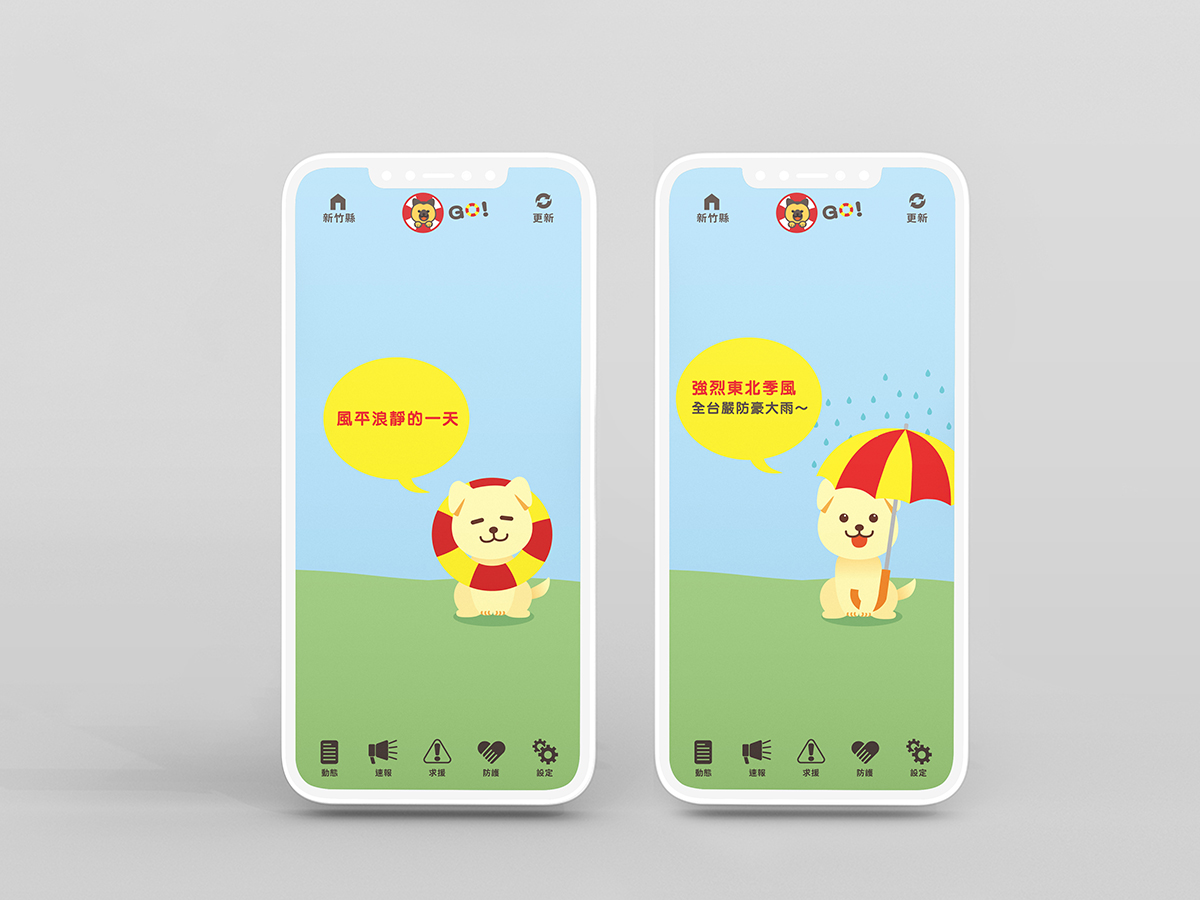 新竹縣
GO!
更新
風平浪靜的一天
動態
速報
求援
防護
設定
新竹縣
GO!
更新
強烈東北季風
全台嚴防豪大雨～
動態
速報
求援
防護
設定